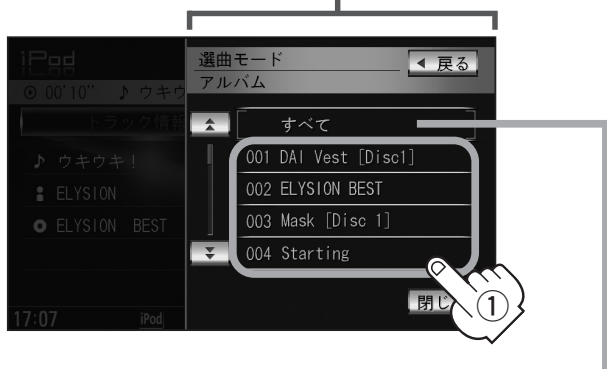 iPod
00'10" ♪ ウキウ
トラック情報
♪ ウキウキ!
ELYSION
ELYSION BEST
17:07 iPod
選曲モード
◀ 戻る
アルバム
すべて
001 DAI Vest [Disc1]
002 ELYSION BEST
003 Mask [Disc 1]
004 Starting
閉じ
①